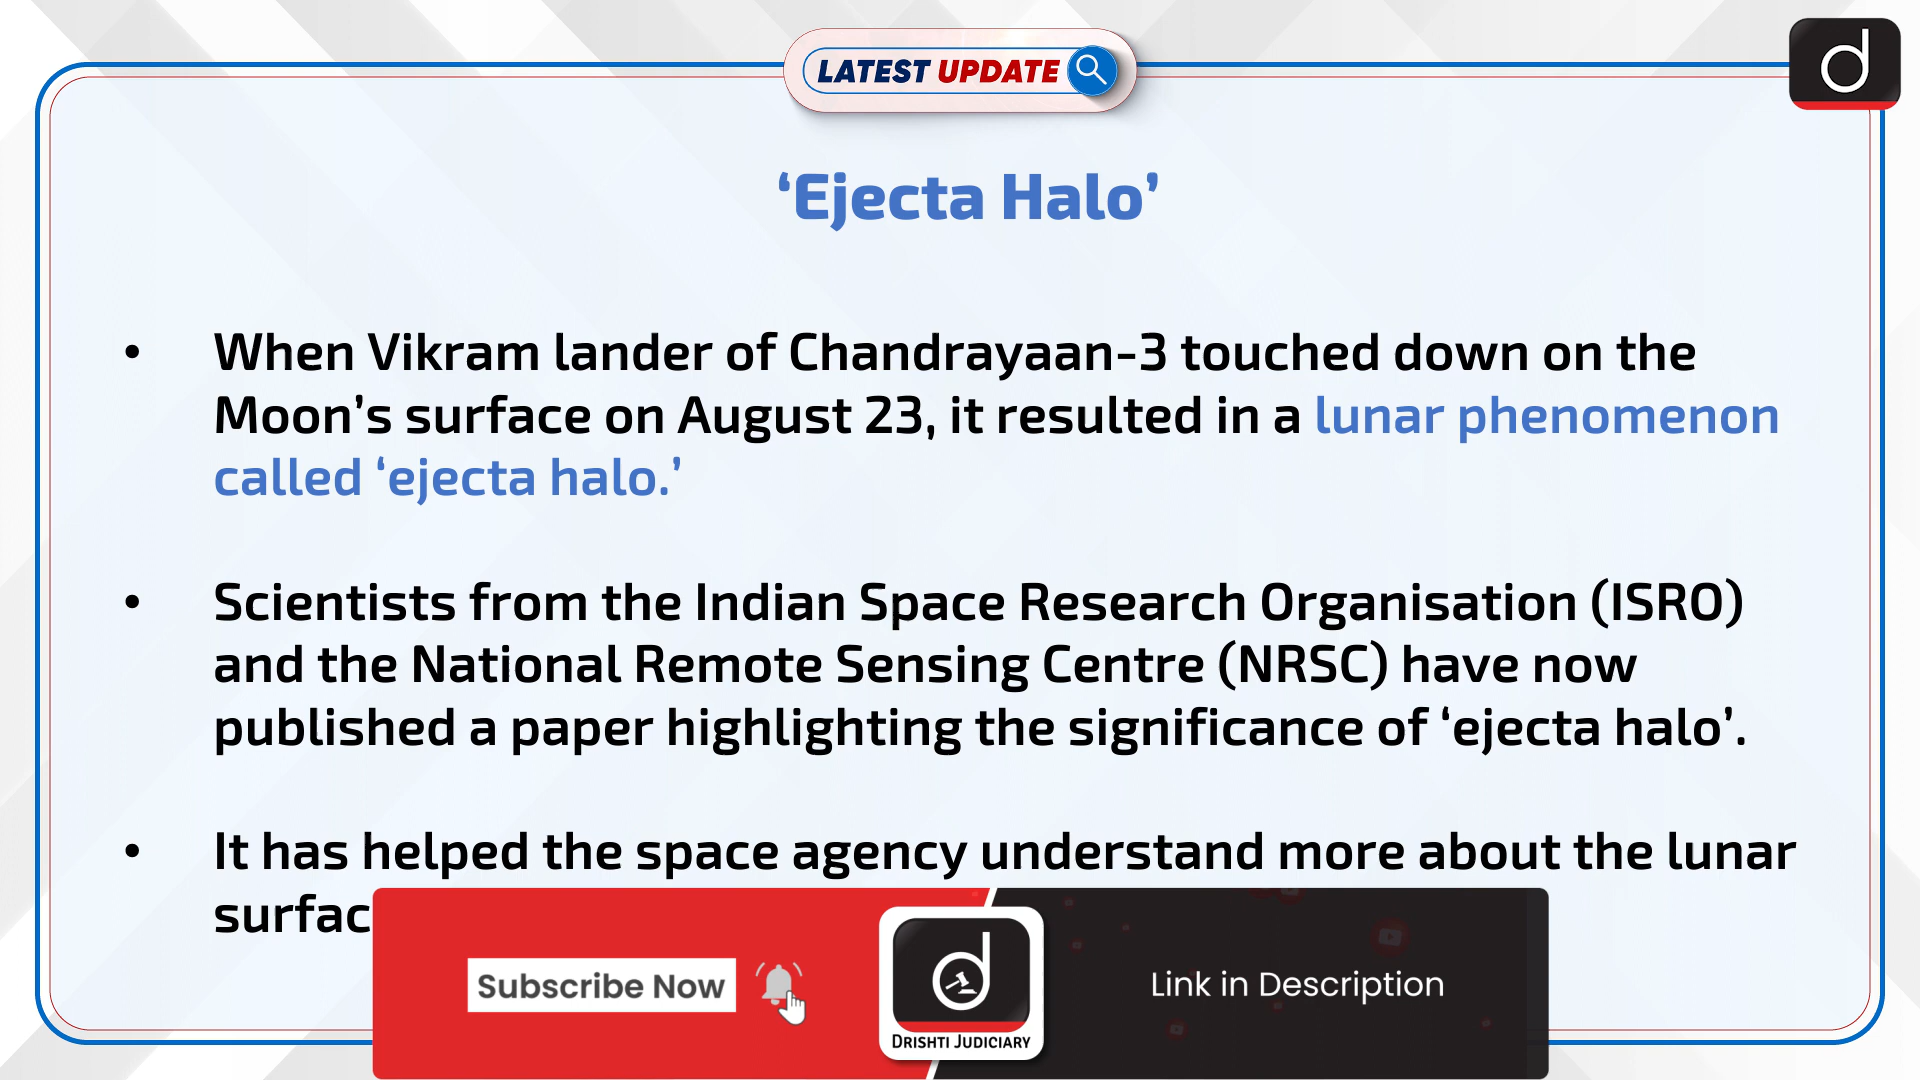 LATEST UPDATE
d
‘Ejecta Halo’
• When Vikram lander of Chandrayaan-3 touched down on the
Moon’s surface on August 23, it resulted in a lunar phenomenon
called ‘ejecta halo.’
• Scientists from the Indian Space Research Organisation (ISRO)
and the National Remote Sensing Centre (NRSC) have now
published a paper highlighting the significance of ‘ejecta halo’.
• It has helped the space agency understand more about the lunar
Subscribe Now
d
DRISHTI JUDICIARY
Link in Description